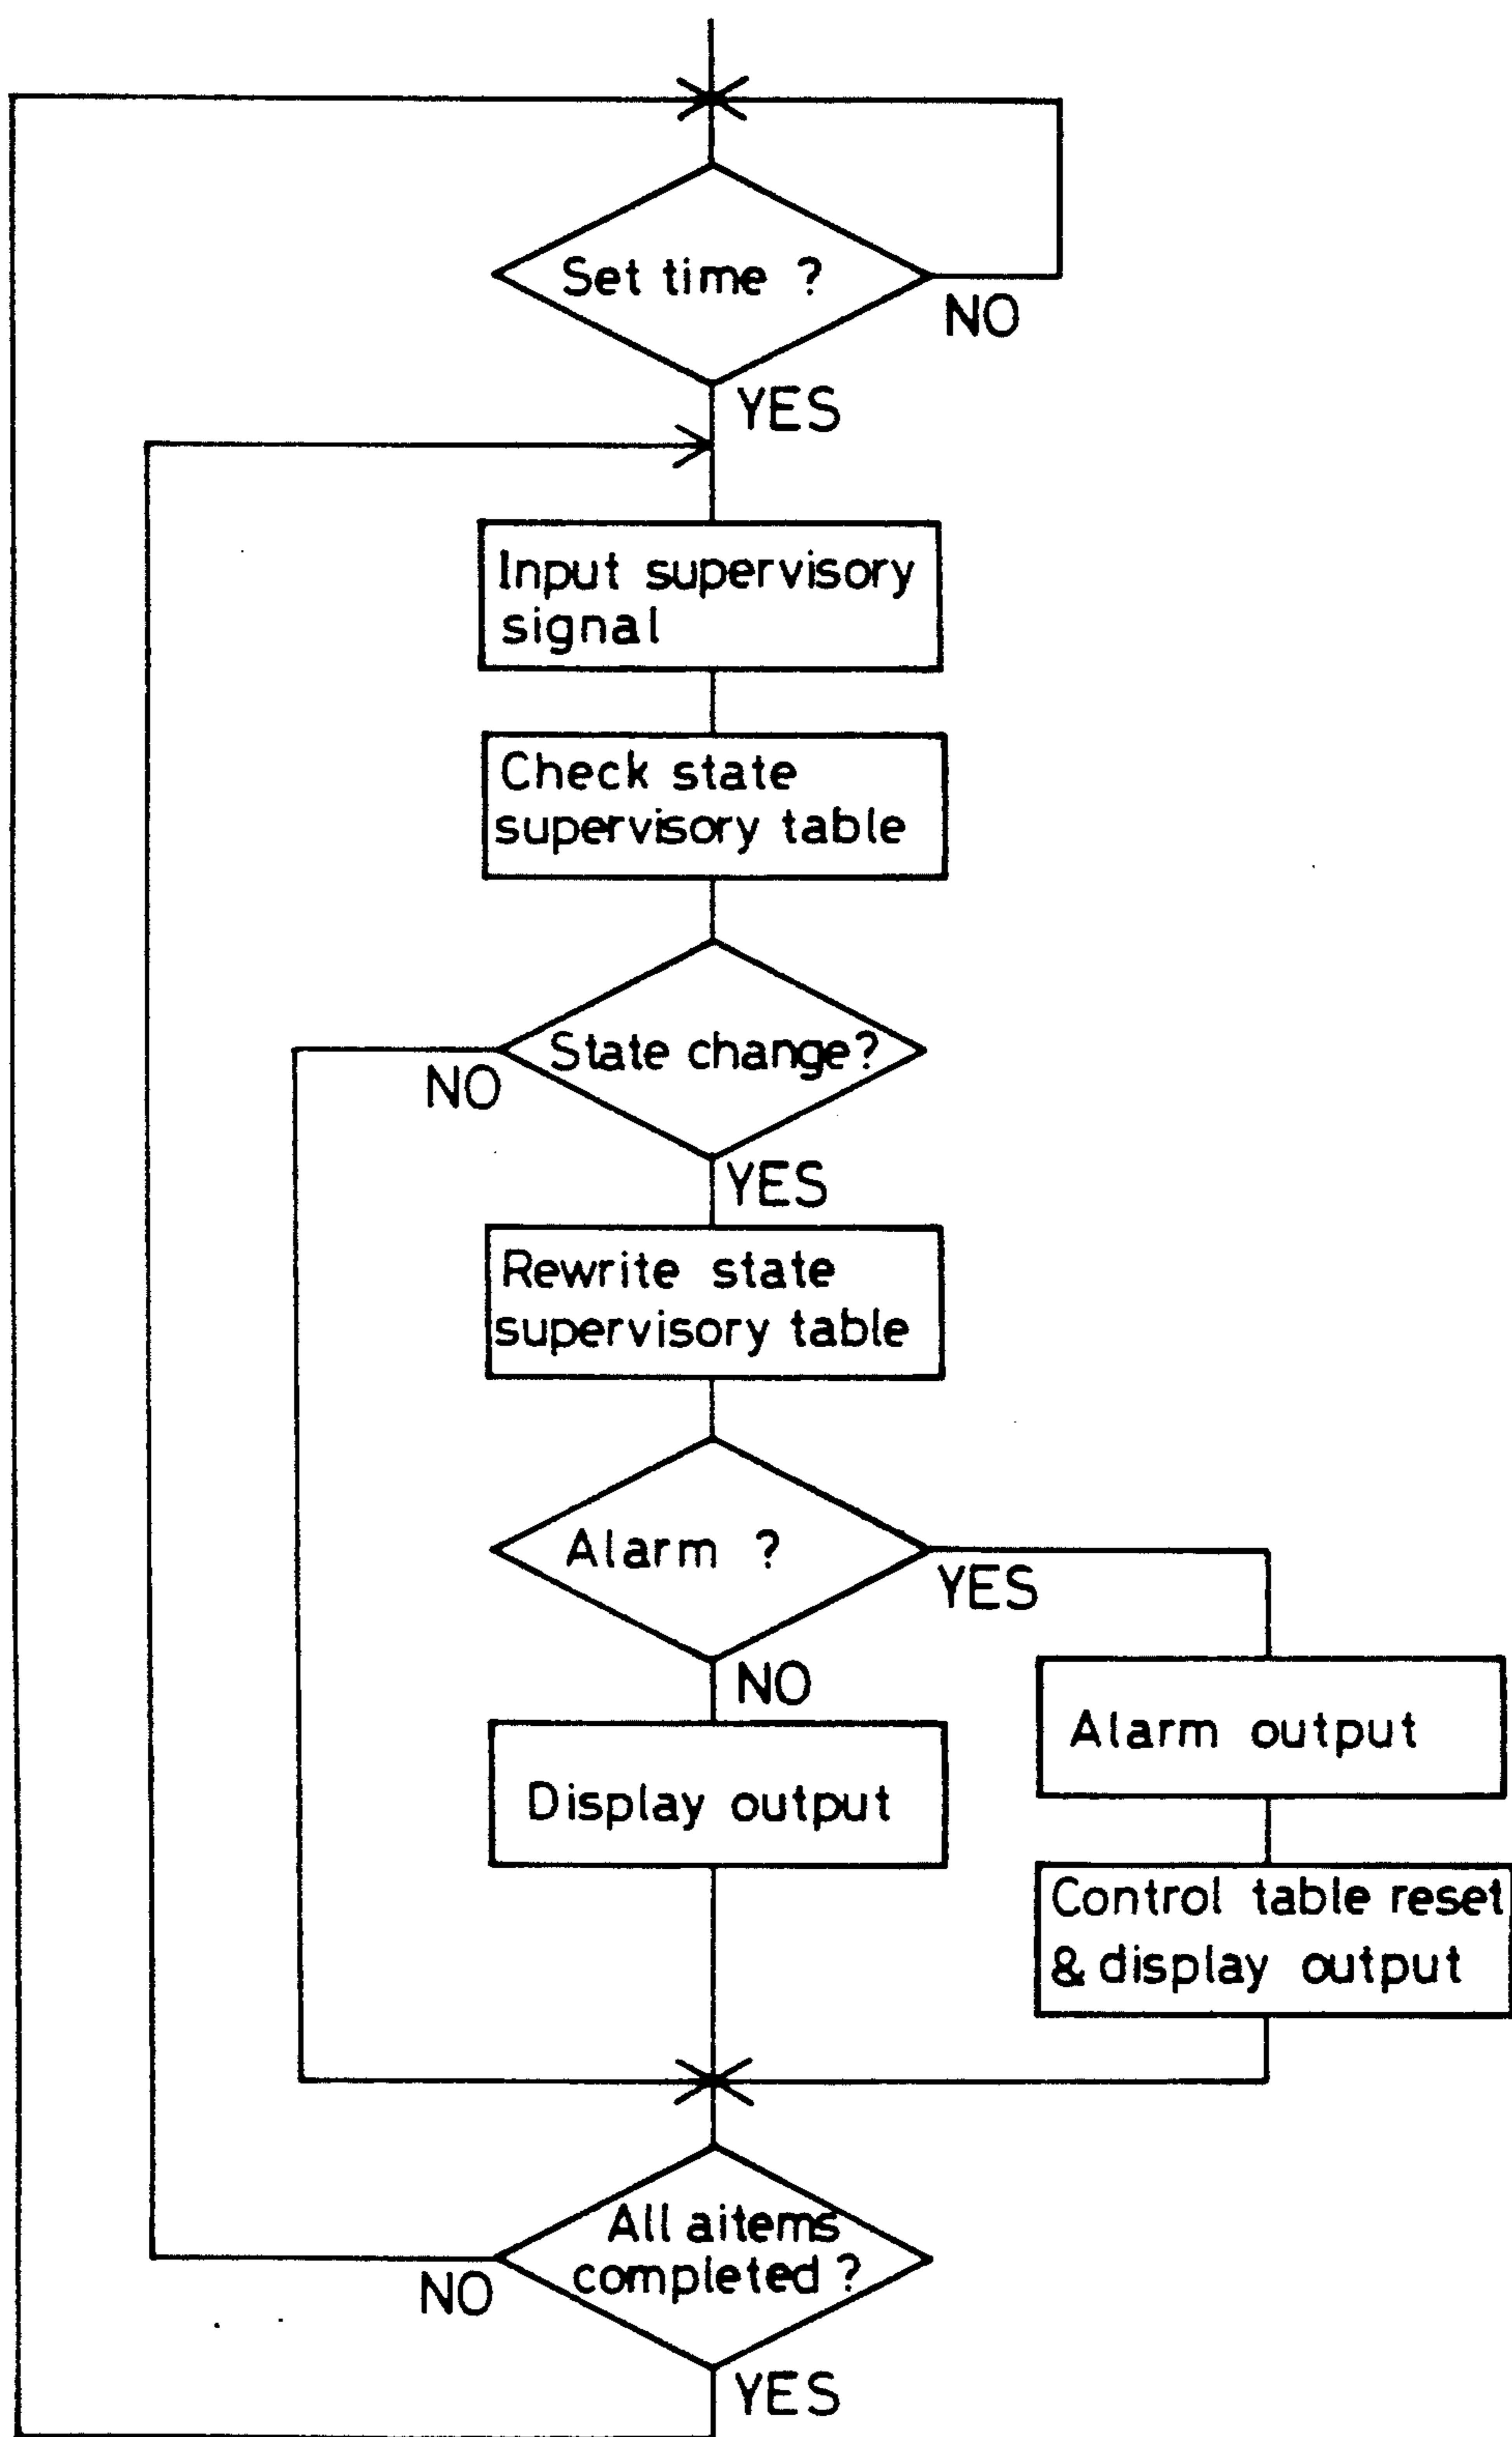 Set time ?
NO
YES
Input supervisory
signal
Check state
supervisory table
State change?
NO
YES
Rewrite state
supervisory table
Alarm ?
YES
NO
Display output
Alarm output
Control table reset
& display output
All aitems
completed ?
NO
YES